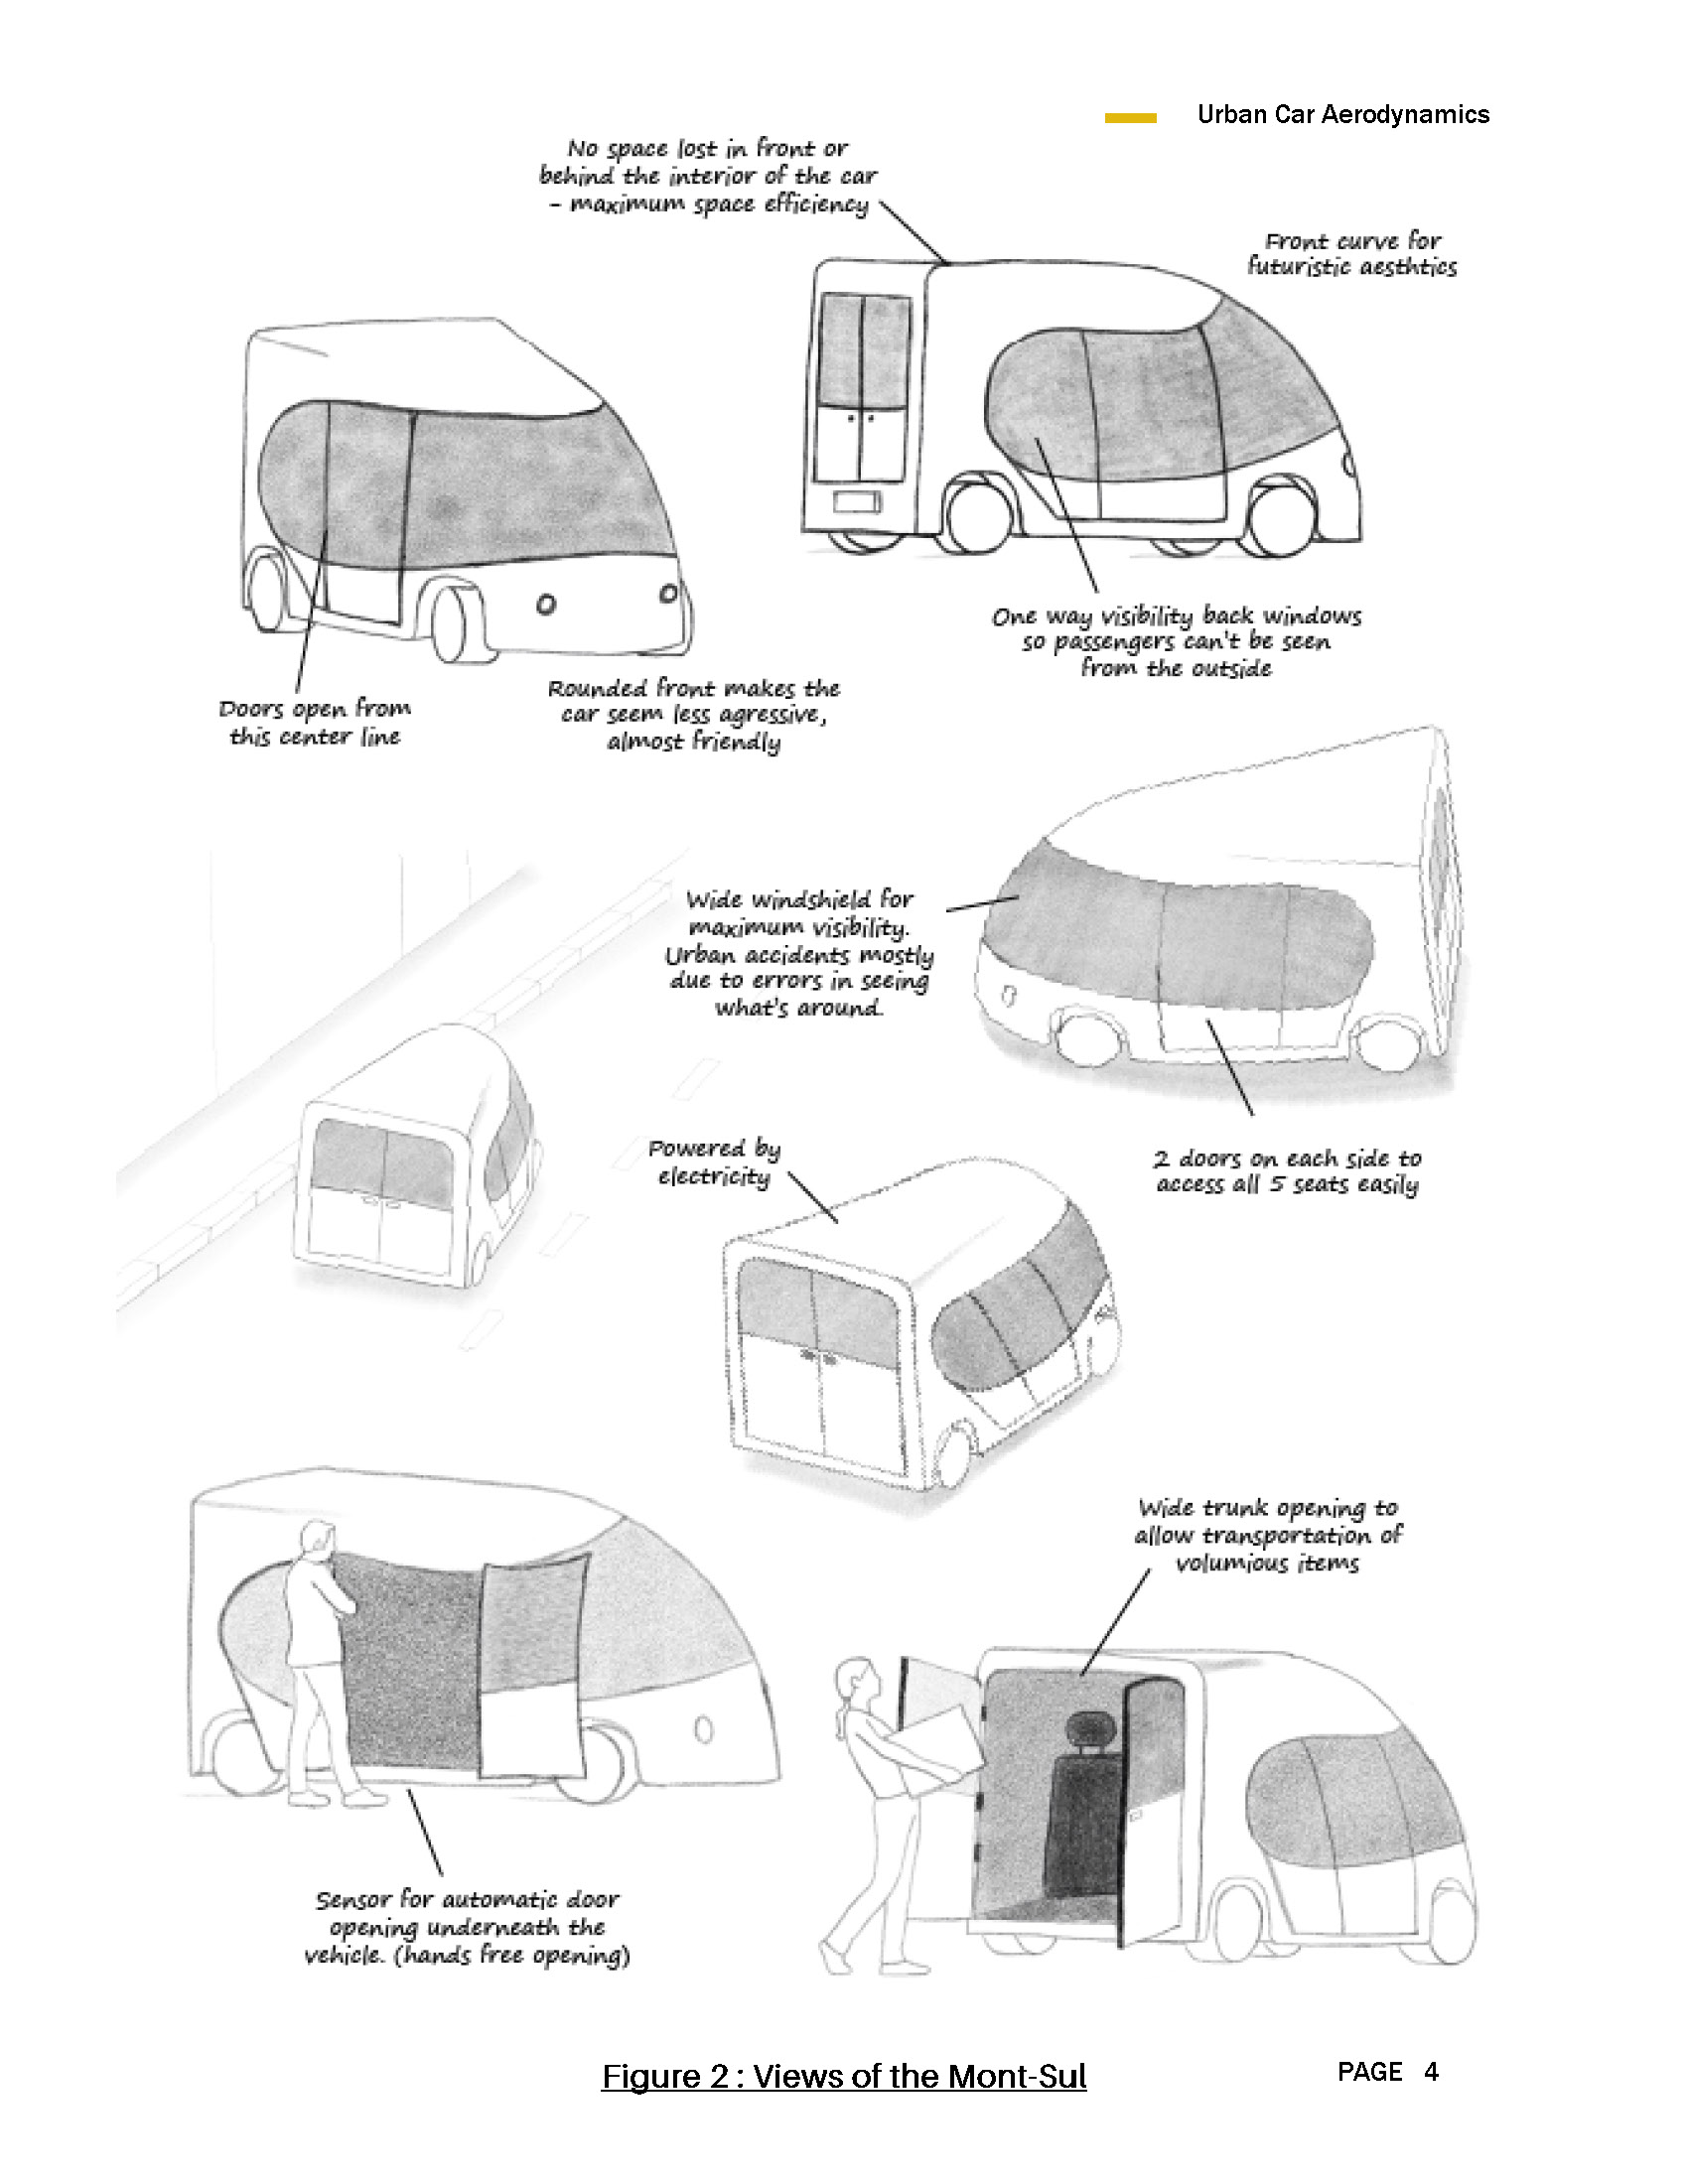 Urban Car Aerodynamics
No space lost in front or
behind the interior of the car
- maximum space efficiency
Front curve for
futuristic aesthtics
One way visibility back windows
so passengers can't be seen
from the outside
Doors open from
this center line
Rounded front makes the
car seem less agressive,
almost friendly
Wide windshield for
maximum visibility.
Urban accidents mostly
due to errors in seeing
what's around.
2 doors on each side to
access all 5 seats easily
Powered by
electricity
Wide trunk opening to
allow transportation of
volumious items
Sensor for automatic door
opening underneath the
vehicle. (hands free opening)
Figure 2 : Views of the Mont-Sul
PAGE 4